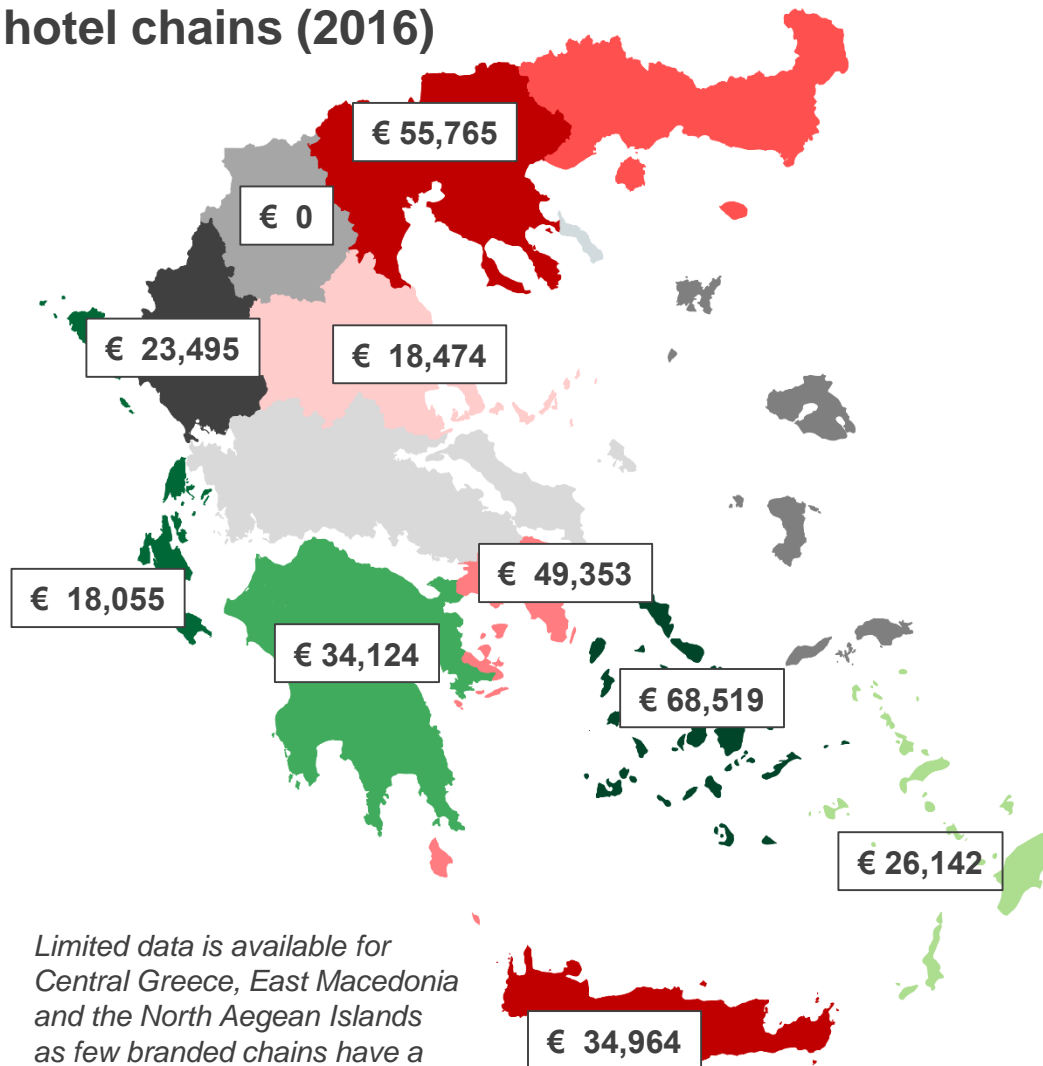 hotel chains (2016)
€ 55,765
€ 0
€ 23,495
€ 18,474
€ 49,353
€ 18,055
€ 34,124
€ 68,519
€ 26,142
Limited data is available for
Central Greece, East Macedonia
and the North Aegean Islands
as few branded chains have a
€ 34,964